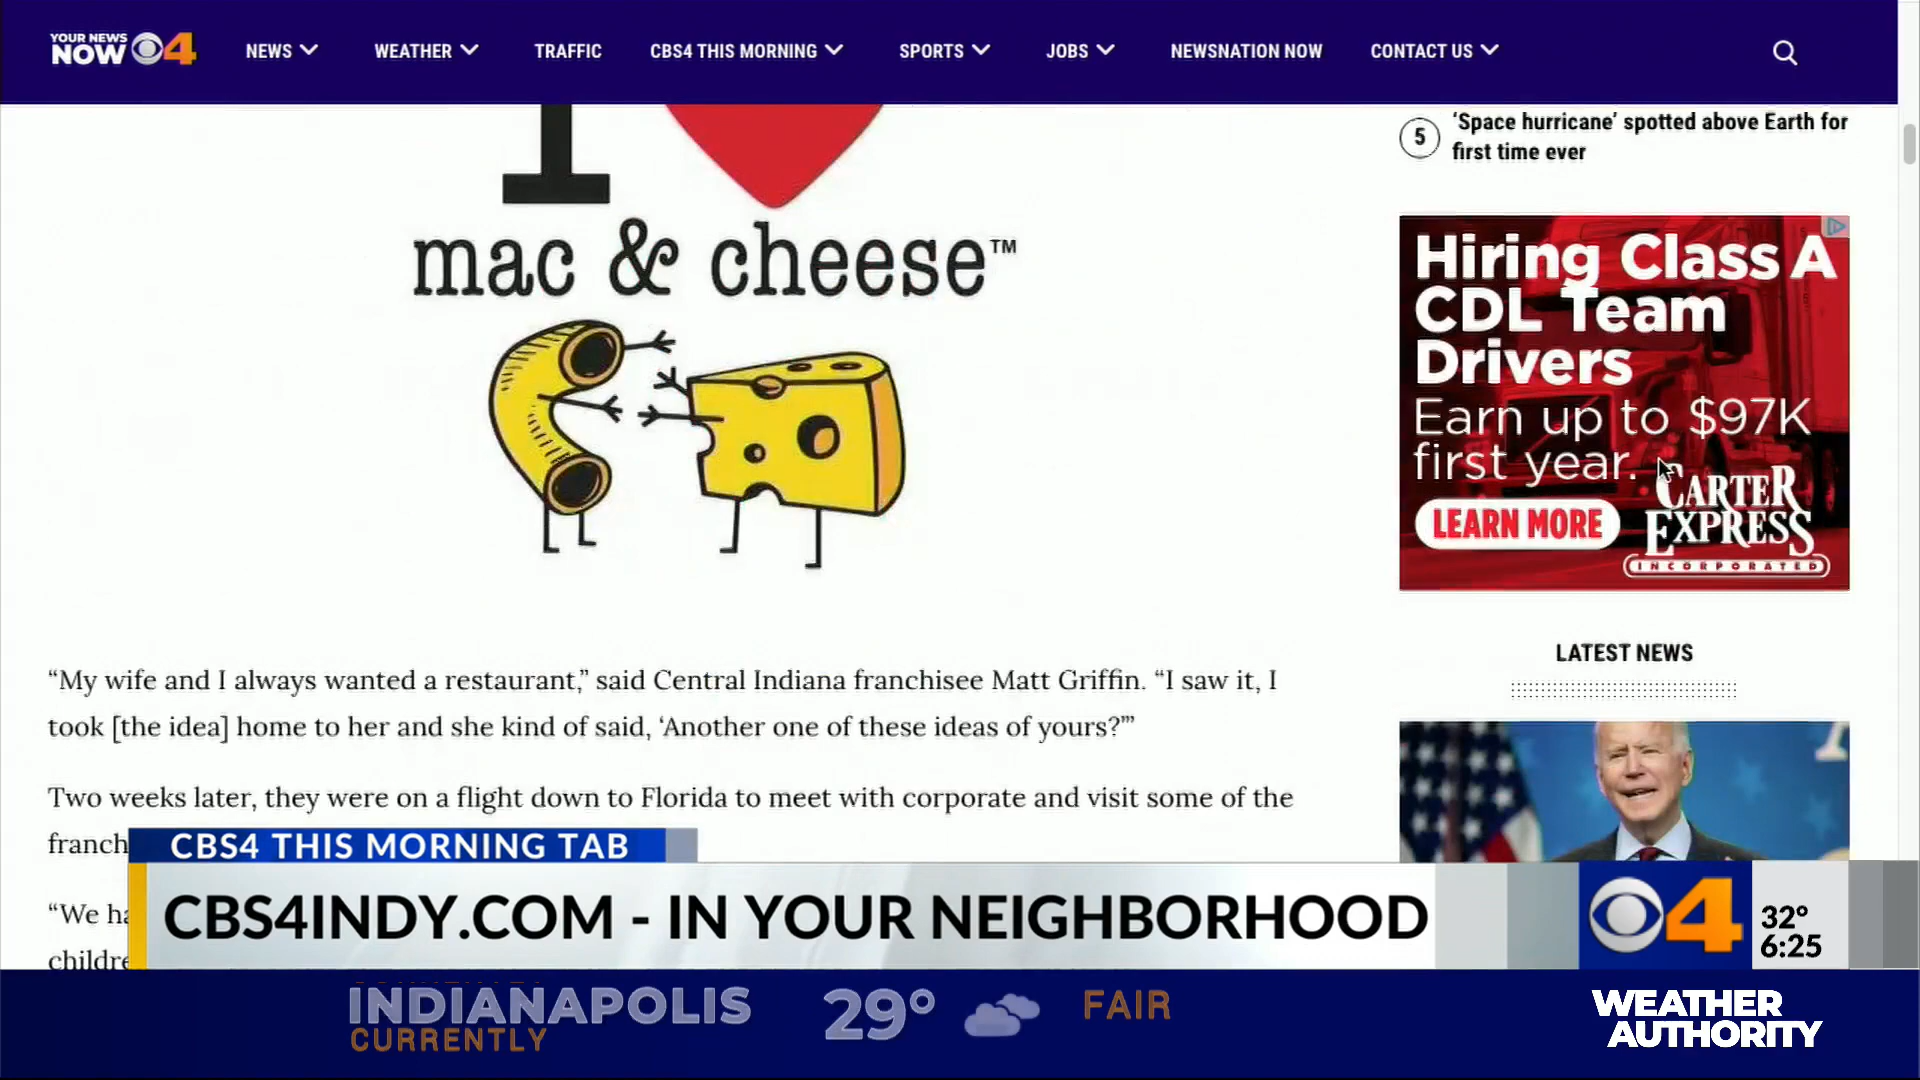 YOUR NEWS
NOW 4
NEWS
WEATHER
TRAFFIC
CBS4 THIS MORNING
SPORTS
JOBS
NEWSNATION NOW
CONTACT US
I
mac & cheese™
“My wife and I always wanted a restaurant,” said Central Indiana franchisee Matt Griffin. “I saw it, I
took [the idea] home to her and she kind of said, ‘Another one of these ideas of yours?’”
Two weeks later, they were on a flight down to Florida to meet with corporate and visit some of the
franch
“We ha
childre
5
‘Space hurricane’ spotted above Earth for
first time ever
Hiring Class A
CDL Team
Drivers
Earn up to $97K
first year.
LEARN MORE
CARTER
EXPRESS
INCORPORATED
LATEST NEWS
CBS4 THIS MORNING TAB
CBS4INDY.COM - IN YOUR NEIGHBORHOOD
4
32°
6:25
INDIANAPOLIS
CURRENTLY
29°
FAIR
WEATHER
AUTHORITY